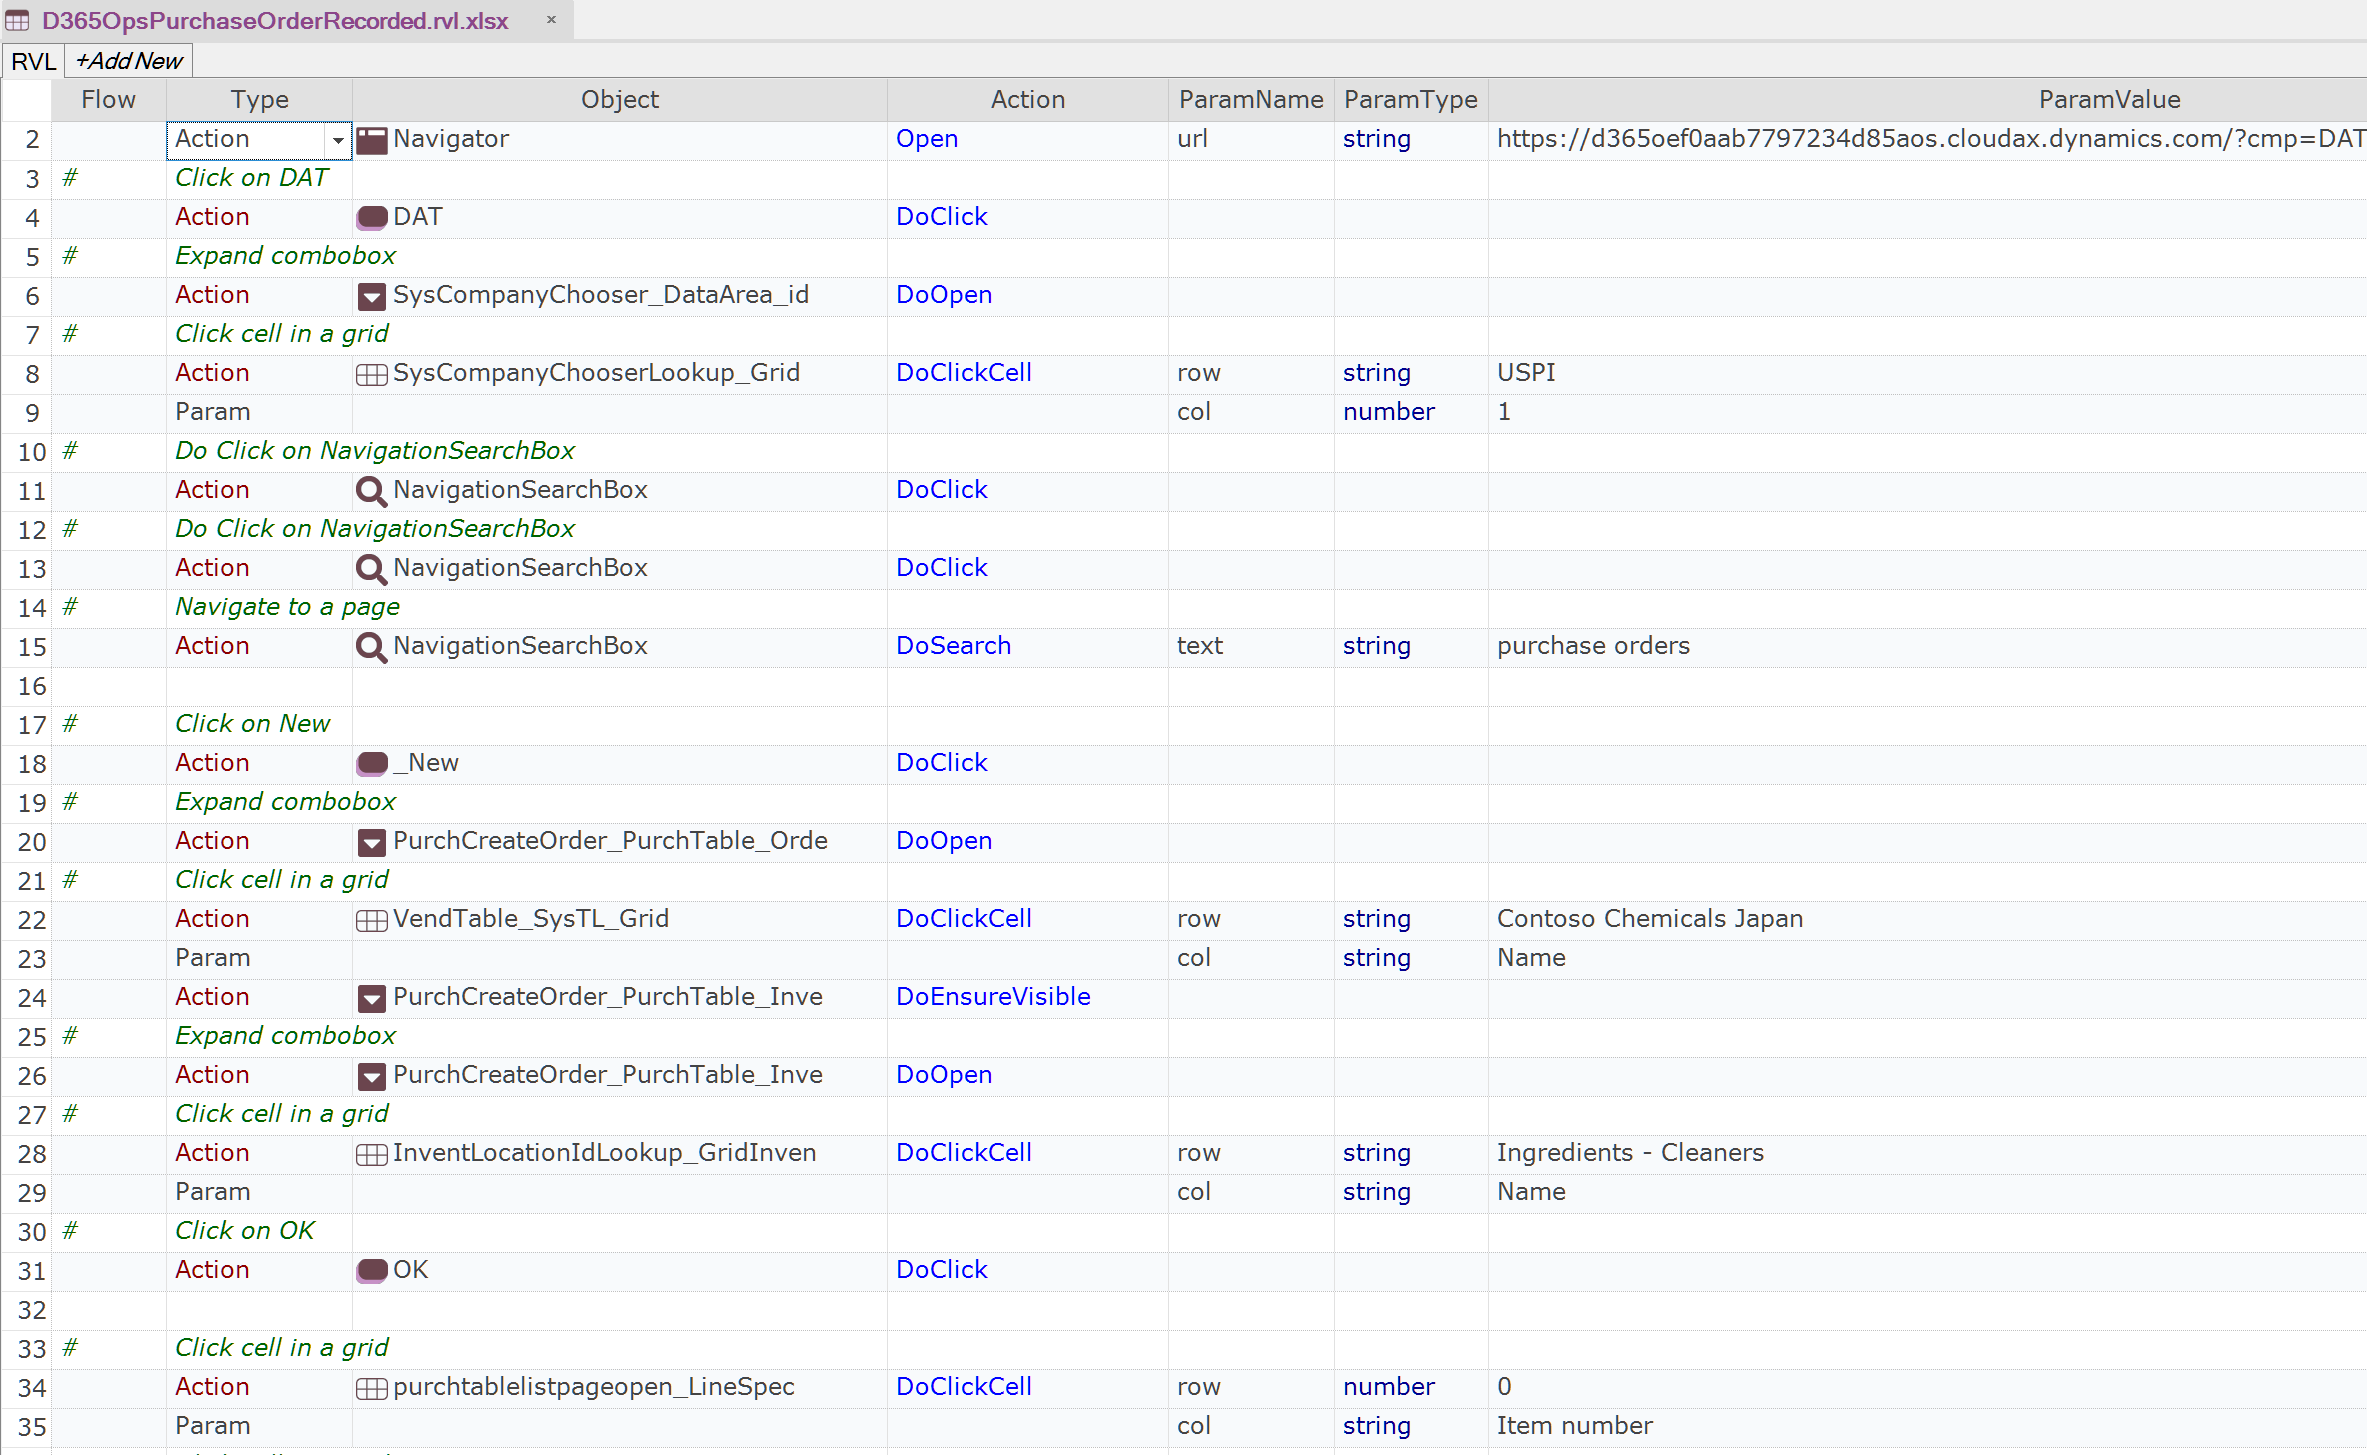 D365OpsPurchaseOrderRecorded.rvl.xlsx ×
RVL +Add New
Flow Type Object Action ParamName ParamType ParamValue
2 Action Navigator Open url string https://d365oef0aab7797234d85aos.cloudax.dynamics.com/?cmp=DAT
3 # Click on DAT
4 Action DAT DoClick
5 # Expand combobox
6 Action SysCompanyChooser_DataArea_id DoOpen
7 # Click cell in a grid
8 Action SysCompanyChooserLookup_Grid DoClickCell row string USPI
9 Param col number 1
10 # Do Click on NavigationSearchBox
11 Action NavigationSearchBox DoClick
12 # Do Click on NavigationSearchBox
13 Action NavigationSearchBox DoClick
14 # Navigate to a page
15 Action NavigationSearchBox DoSearch text string purchase orders
16
17 # Click on New
18 Action _New DoClick
19 # Expand combobox
20 Action PurchCreateOrder_PurchTable_Orde DoOpen
21 # Click cell in a grid
22 Action VendTable_SysTL_Grid DoClickCell row string Contoso Chemicals Japan
23 Param col string Name
24 Action PurchCreateOrder_PurchTable_Inve DoEnsureVisible
25 # Expand combobox
26 Action PurchCreateOrder_PurchTable_Inve DoOpen
27 # Click cell in a grid
28 Action InventLocationIdLookup_GridInven DoClickCell row string Ingredients - Cleaners
29 Param col string Name
30 # Click on OK
31 Action OK DoClick
32
33 # Click cell in a grid
34 Action purchtablelistpageopen_LineSpec DoClickCell row number 0
35 Param col string Item number